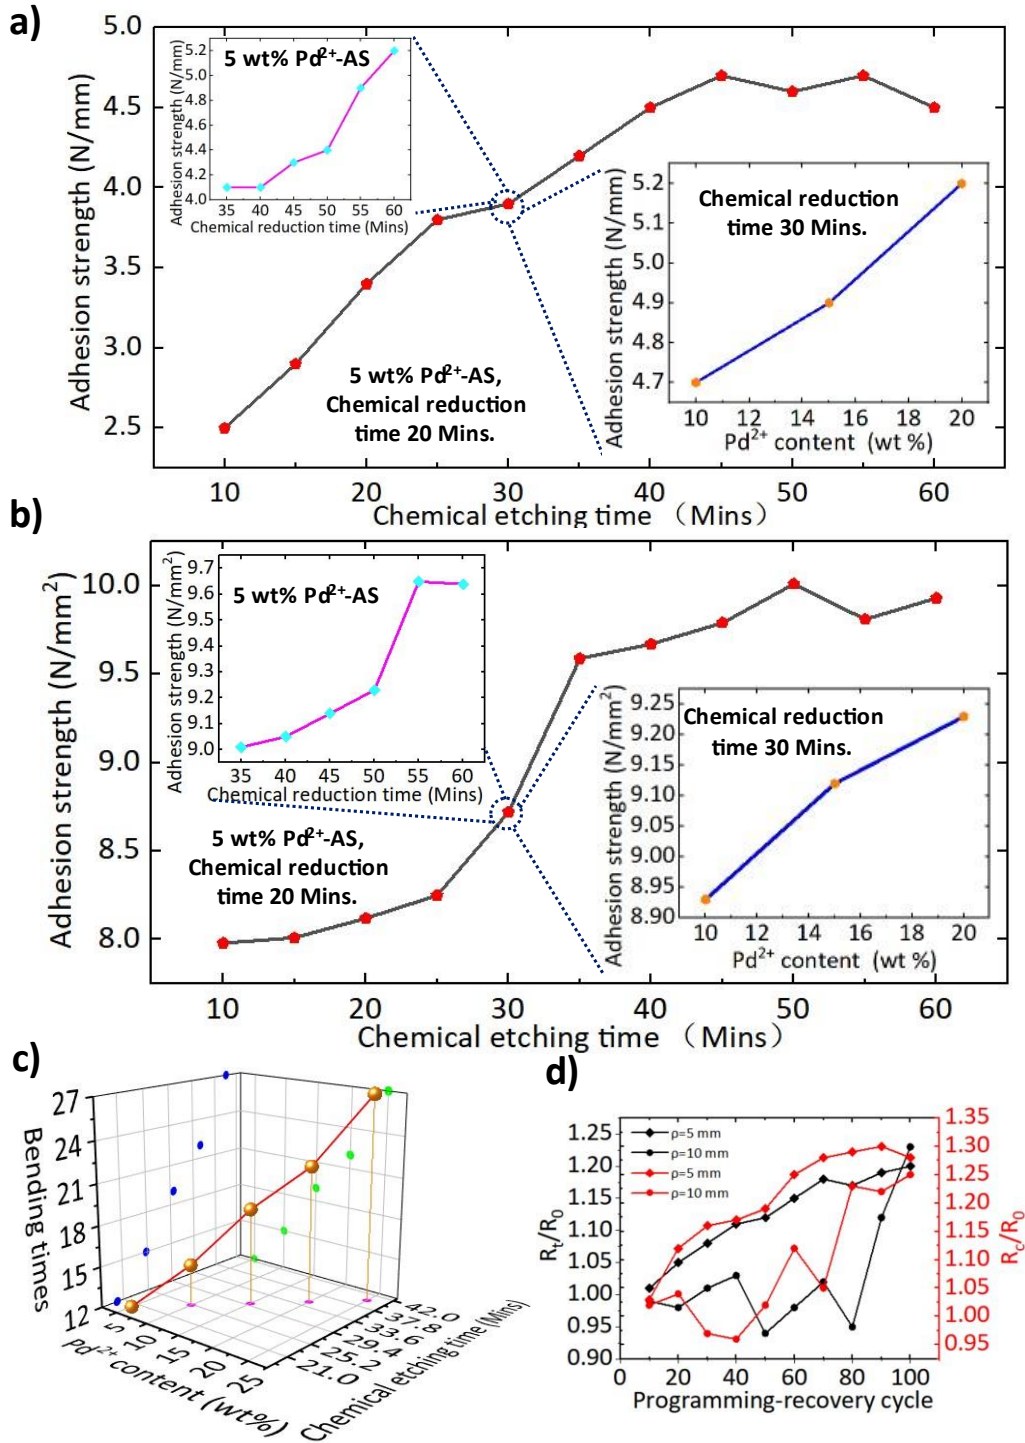 a)
5.0
4.5
4.0
3.5
3.0
2.5
Adhesion strength (N/mm)
10
20
30
40
50
60
Chemical etching time （Mins）
5 wt% Pd²⁺-AS,
Chemical reduction
time 20 Mins.
5 wt% Pd²⁺-AS
5.2
5.0
4.8
4.6
4.4
4.2
4.0
Adhesion strength (N/mm)
35 40 45 50 55 60
Chemical reduction time (Mins)
Chemical reduction
time 30 Mins.
5.2
5.1
5.0
4.9
4.8
4.7
Adhesion strength (N/mm)
10 12 14 16 18 20
Pd²⁺ content (wt %)
b)
10.0
9.5
9.0
8.5
8.0
Adhesion strength (N/mm²)
10
20
30
40
50
60
Chemical etching time （Mins）
5 wt% Pd²⁺-AS,
Chemical reduction
time 20 Mins.
5 wt% Pd²⁺-AS
9.7
9.6
9.5
9.4
9.3
9.2
9.1
9.0
Adhesion strength (N/mm²)
35 40 45 50 55 60
Chemical reduction time (Mins)
Chemical reduction
time 30 Mins.
9.25
9.20
9.15
9.10
9.05
9.00
8.95
8.90
Adhesion strength (N/mm²)
10 12 14 16 18 20
Pd²⁺ content (wt %)
c)
27
24
21
18
15
12
Bending times
5
10
15
20
25
Pd²⁺ content (wt%)
42.0
37.8
33.6
29.4
25.2
21.0
Chemical etching time (Mins)
d)
ρ=5 mm
ρ=10 mm
ρ=5 mm
ρ=10 mm
1.25
1.20
1.15
1.10
1.05
1.00
0.95
0.90
Rt/R0
1.35
1.30
1.25
1.20
1.15
1.10
1.05
1.00
0.95
Rc/R0
0 20 40 60 80 100
Programming-recovery cycle